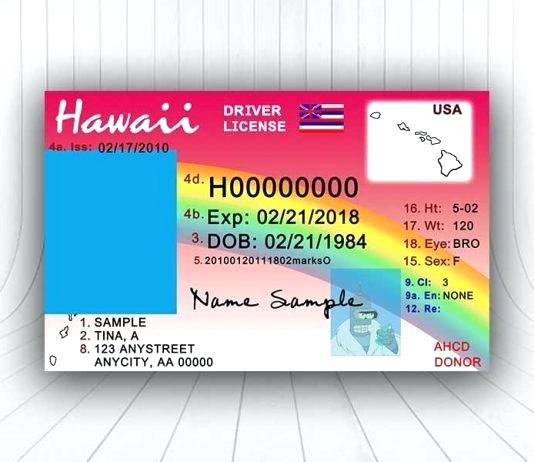 Hawaii DRIVER LICENSE USA
4a. Iss: 02/17/2010
4d. H00000000
4b. Exp: 02/21/2018
3. DOB: 02/21/1984
5. 20100120111802marksO
16. Ht: 5-02
17. Wt: 120
18. Eye: BRO
15. Sex: F
9. Cl: 3
9a. En: NONE
12. Re:
Name Sample
1. SAMPLE
2. TINA, A
8. 123 ANYSTREET
ANYCITY, AA 00000
AHCD
DONOR